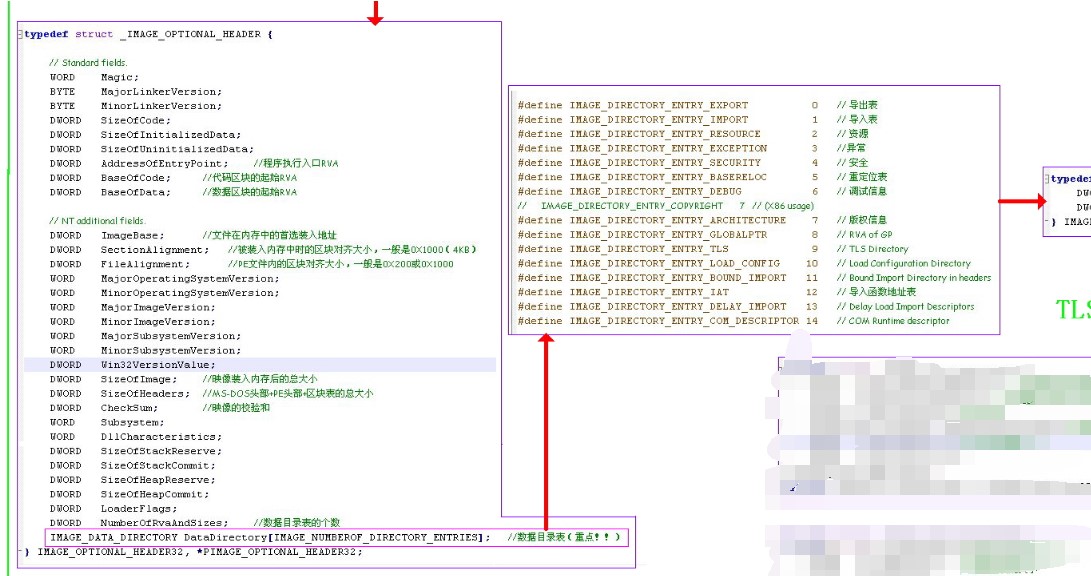 typedef struct _IMAGE_OPTIONAL_HEADER {
// Standard fields.
WORD Magic;
BYTE MajorLinkerVersion;
BYTE MinorLinkerVersion;
DWORD SizeOfCode;
DWORD SizeOfInitializedData;
DWORD SizeOfUninitializedData;
DWORD AddressOfEntryPoint; //程序执行入口RVA
DWORD BaseOfCode; //代码区块的起始RVA
DWORD BaseOfData; //数据区块的起始RVA
// NT additional fields.
DWORD ImageBase; //文件在内存中的首选装入地址
DWORD SectionAlignment; //被装入内存中时的区块对齐大小，一般是0X1000（4KB）
DWORD FileAlignment; //PE文件内的区块对齐大小，一般是0X200或0X1000
WORD MajorOperatingSystemVersion;
WORD MinorOperatingSystemVersion;
WORD MajorImageVersion;
WORD MinorImageVersion;
WORD MajorSubsystemVersion;
WORD MinorSubsystemVersion;
DWORD Win32VersionValue;
DWORD SizeOfImage; //映像装入内存后的总大小
DWORD SizeOfHeaders; //MS-DOS头部+PE头部+区块表的总大小
DWORD CheckSum; //映像的校验和
WORD Subsystem;
WORD DllCharacteristics;
DWORD SizeOfStackReserve;
DWORD SizeOfStackCommit;
DWORD SizeOfHeapReserve;
DWORD SizeOfHeapCommit;
DWORD LoaderFlags;
DWORD NumberOfRvaAndSizes; //数据目录表的个数
IMAGE_DATA_DIRECTORY DataDirectory[IMAGE_NUMBEROF_DIRECTORY_ENTRIES]; //数据目录表（重点！！）
} IMAGE_OPTIONAL_HEADER32, *PIMAGE_OPTIONAL_HEADER32;
#define IMAGE_DIRECTORY_ENTRY_EXPORT 0 // 导出表
#define IMAGE_DIRECTORY_ENTRY_IMPORT 1 // 导入表
#define IMAGE_DIRECTORY_ENTRY_RESOURCE 2 // 资源
#define IMAGE_DIRECTORY_ENTRY_EXCEPTION 3 //异常
#define IMAGE_DIRECTORY_ENTRY_SECURITY 4 // 安全
#define IMAGE_DIRECTORY_ENTRY_BASERELOC 5 // 重定位表
#define IMAGE_DIRECTORY_ENTRY_DEBUG 6 // 调试信息
// IMAGE_DIRECTORY_ENTRY_COPYRIGHT 7 // (X86 usage)
#define IMAGE_DIRECTORY_ENTRY_ARCHITECTURE 7 // 版权信息
#define IMAGE_DIRECTORY_ENTRY_GLOBALPTR 8 // RVA of GP
#define IMAGE_DIRECTORY_ENTRY_TLS 9 // TLS Directory
#define IMAGE_DIRECTORY_ENTRY_LOAD_CONFIG 10 // Load Configuration Directory
#define IMAGE_DIRECTORY_ENTRY_BOUND_IMPORT 11 // Bound Import Directory in headers
#define IMAGE_DIRECTORY_ENTRY_IAT 12 // 导入函数地址表
#define IMAGE_DIRECTORY_ENTRY_DELAY_IMPORT 13 // Delay Load Import Descriptors
#define IMAGE_DIRECTORY_ENTRY_COM_DESCRIPTOR 14 // COM Runtime descriptor
typedef
DWO
DWO
} IMAG
TLS